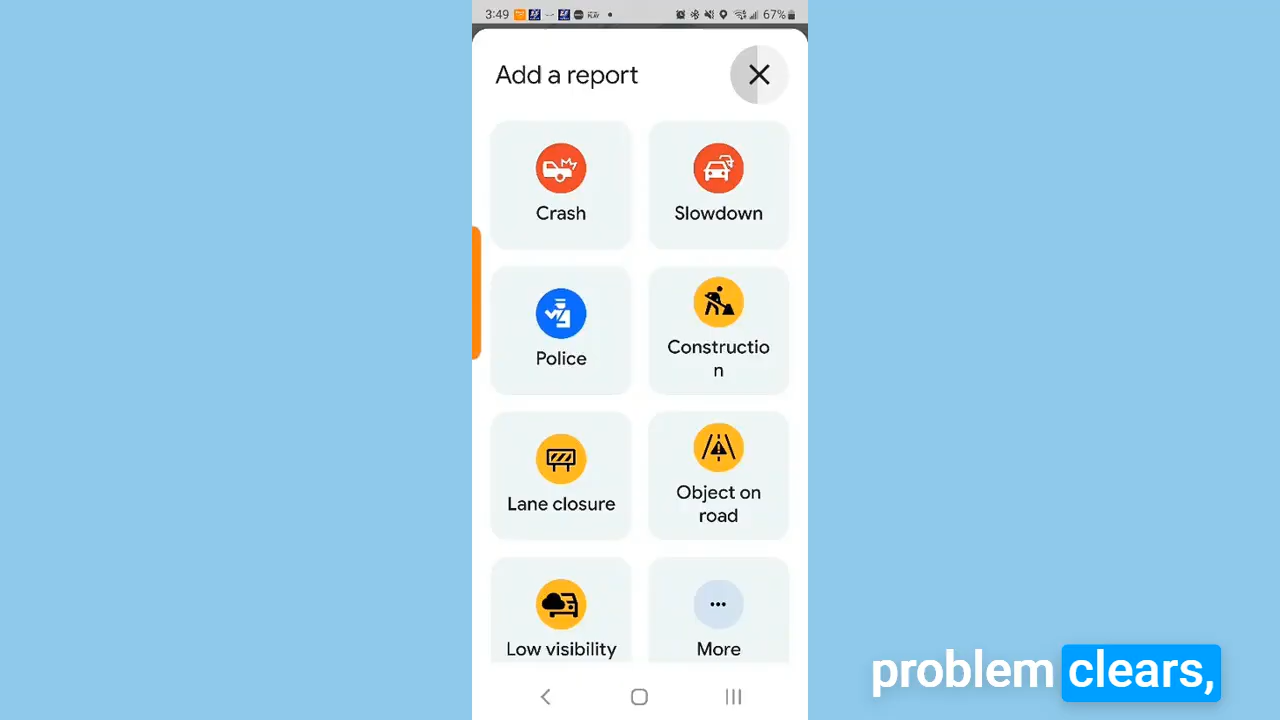 3:49
67%
Add a report
Crash
Slowdown
Police
Constructio
n
Lane closure
Object on
road
Low visibility
More
problem clears,